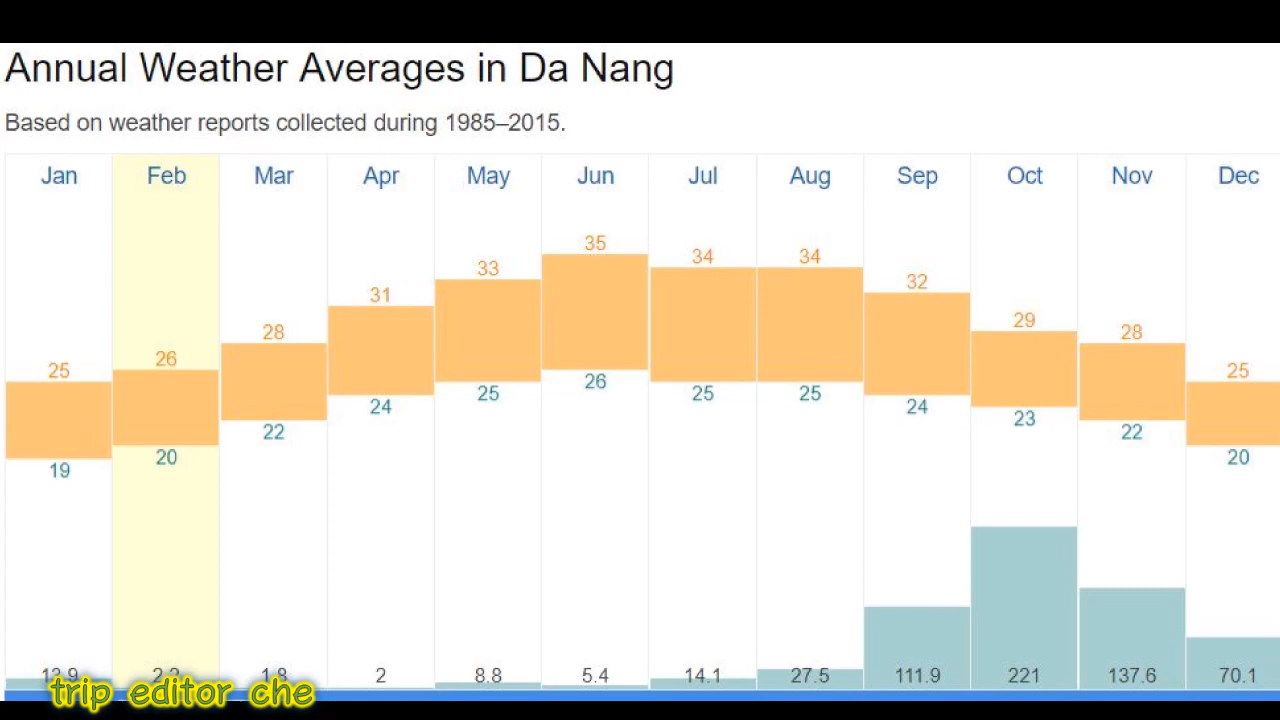 Annual Weather Averages in Da Nang
Based on weather reports collected during 1985–2015.
Jan Feb Mar Apr May Jun Jul Aug Sep Oct Nov Dec
25 26 28 31 33 35 34 34 32 29 28 25
19 20 22 24 25 26 25 25 24 23 22 20
2 8.8 5.4 14.1 27.5 111.9 221 137.6 70.1
trip editor che